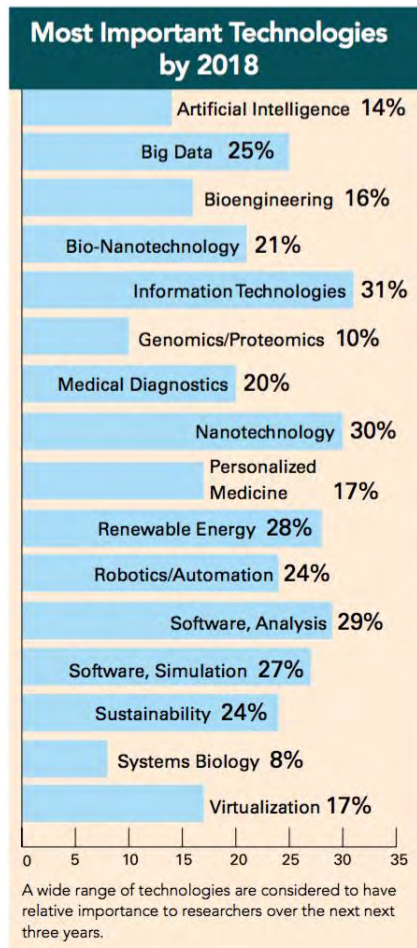 Most Important Technologies
by 2018
Artificial Intelligence 14%
Big Data 25%
Bioengineering 16%
Bio-Nanotechnology 21%
Information Technologies 31%
Genomics/Proteomics 10%
Medical Diagnostics 20%
Nanotechnology 30%
Personalized
Medicine 17%
Renewable Energy 28%
Robotics/Automation 24%
Software, Analysis 29%
Software, Simulation 27%
Sustainability 24%
Systems Biology 8%
Virtualization 17%
0 5 10 15 20 25 30 35
A wide range of technologies are considered to have
relative importance to researchers over the next next
three years.